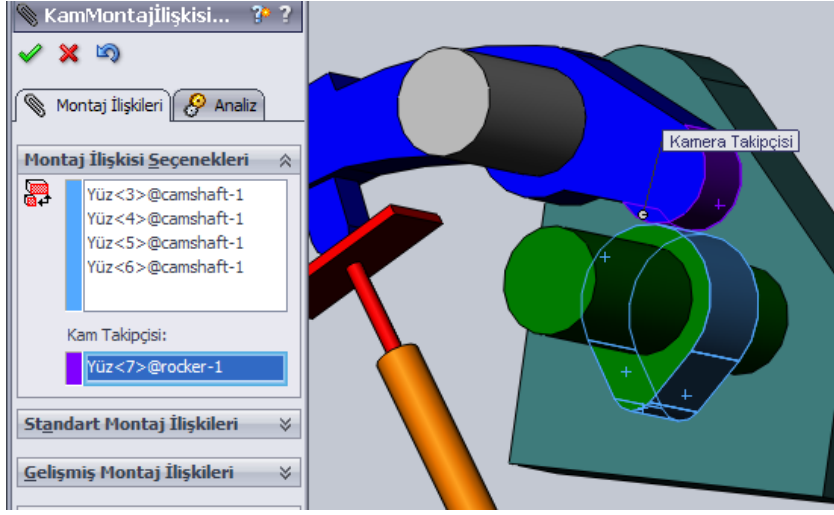 KamMontajİlişkisi... ? ?
Montaj İlişkileri
Analiz
Montaj İlişkisi Seçenekleri
Yüz<3>@camshaft-1
Yüz<4>@camshaft-1
Yüz<5>@camshaft-1
Yüz<6>@camshaft-1
Kam Takipçisi:
Yüz<7>@rocker-1
Standart Montaj İlişkileri
Gelişmiş Montaj İlişkileri
Kamera Takipçisi